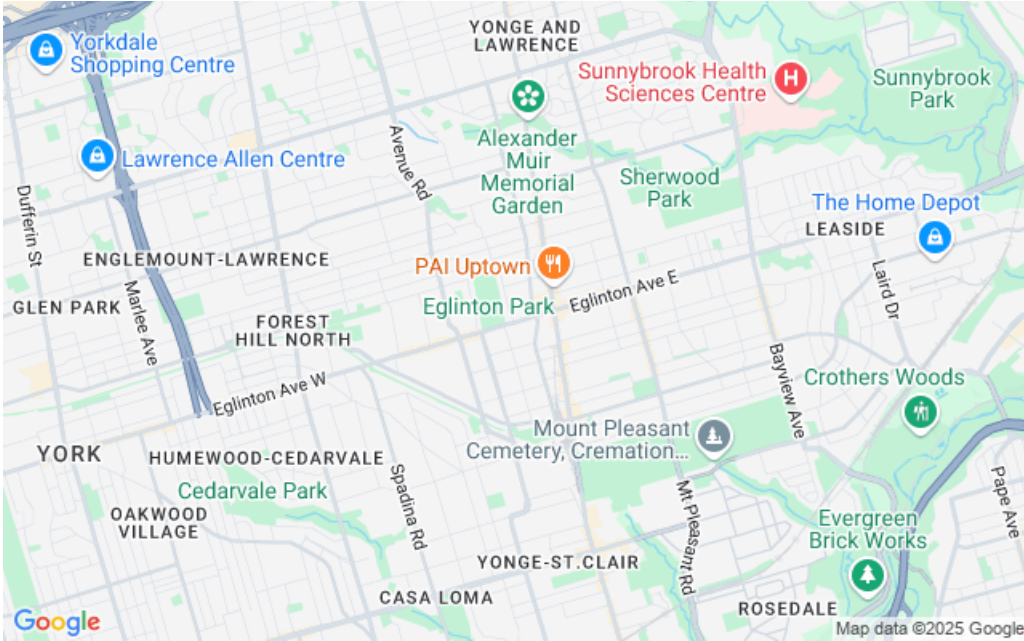 YONGE AND
LAWRENCE
Yorkdale
Shopping Centre
Sunnybrook Health
Sciences Centre
Sunnybrook
Park
Alexander
Muir
Memorial
Garden
Avenue Rd
Lawrence Allen Centre
Sherwood
Park
Dufferin St
The Home Depot
LEASIDE
ENGLEMOUNT-LAWRENCE
PAI Uptown
Laird Dr
Eglinton Ave E
GLEN PARK
Marlee Ave
Eglinton Park
FOREST
HILL NORTH
Bayview Ave
Crothers Woods
Eglinton Ave W
Mount Pleasant
Cemetery, Cremation...
YORK
HUMEWOOD-CEDARVALE
Cedarvale Park
Spadina Rd
Mt Pleasant Rd
Pape Ave
OAKWOOD
VILLAGE
Evergreen
Brick Works
YONGE-ST.CLAIR
CASA LOMA
ROSEDALE
Google
Map data ©2025 Google